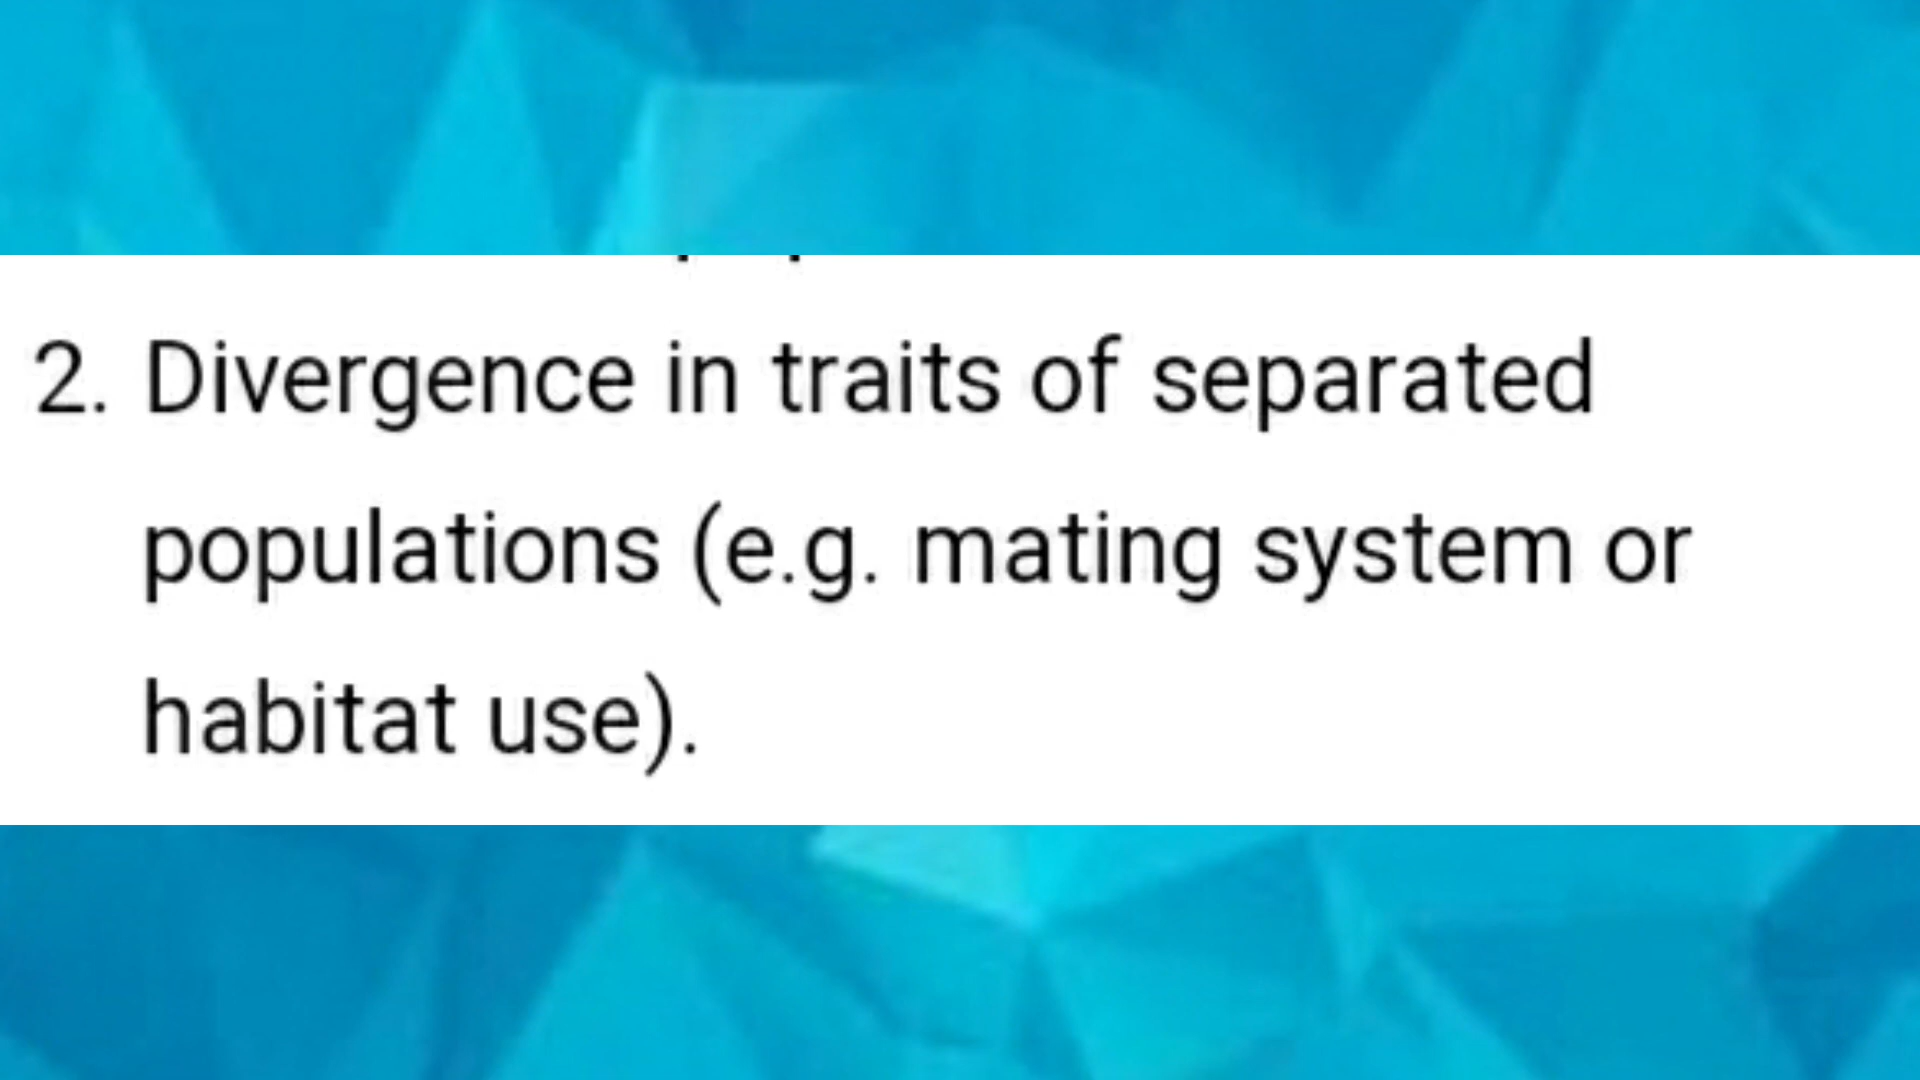 2. Divergence in traits of separated
populations (e.g. mating system or
habitat use).